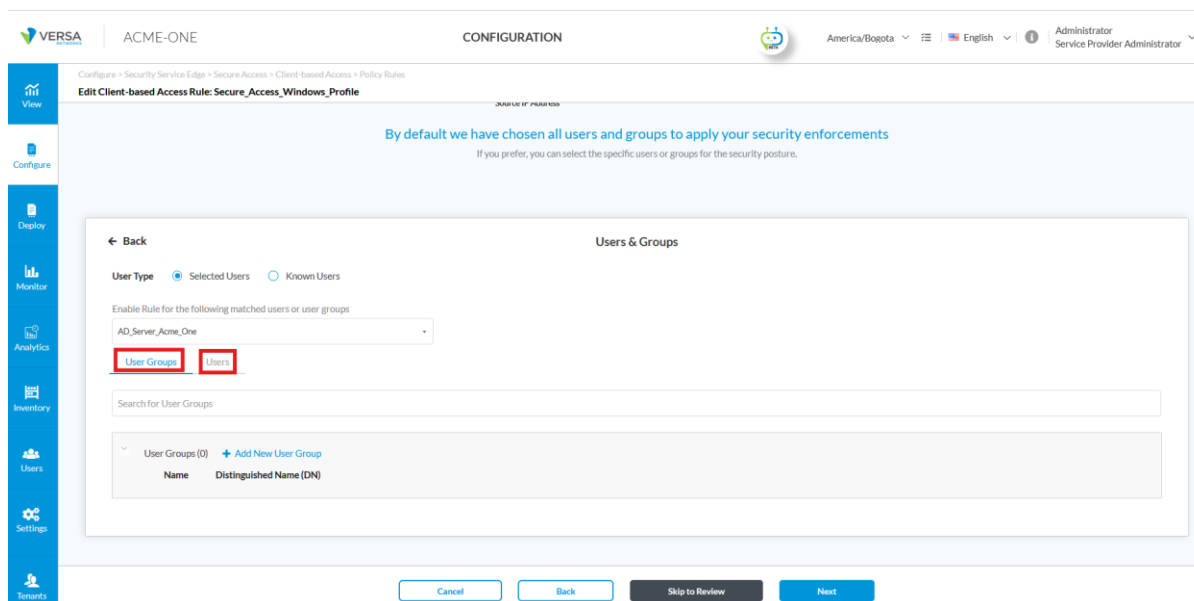 VERSA
NETWORKS
ACME-ONE
CONFIGURATION
BETA
America/Bogota
English
Administrator
Service Provider Administrator
Configure > Security Service Edge > Secure Access > Client-based Access > Policy Rules
Edit Client-based Access Rule: Secure_Access_Windows_Profile
View
Configure
Deploy
Monitor
Analytics
Inventory
Users
Settings
Tenants
Source IP Address
By default we have chosen all users and groups to apply your security enforcements
If you prefer, you can select the specific users or groups for the security posture.
Back
Users & Groups
User Type Selected Users Known Users
Enable Rule for the following matched users or user groups
AD_Server_Acme_One
User Groups Users
Search for User Groups
User Groups (0) + Add New User Group
Name Distinguished Name (DN)
Cancel Back Skip to Review Next